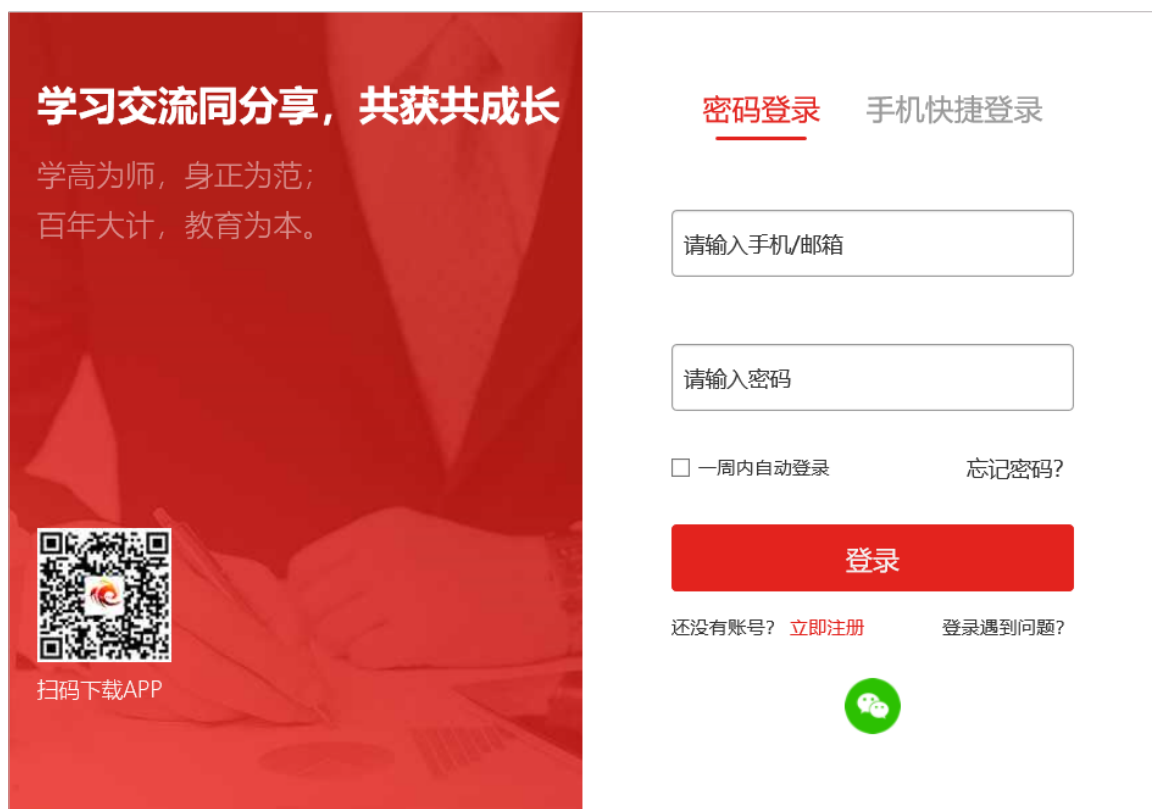 学习交流同分享，共获共成长
学高为师，身正为范；
百年大计，教育为本。
扫码下载APP
密码登录 手机快捷登录
请输入手机/邮箱
请输入密码
一周内自动登录 忘记密码?
登录
还没有账号? 立即注册 登录遇到问题?